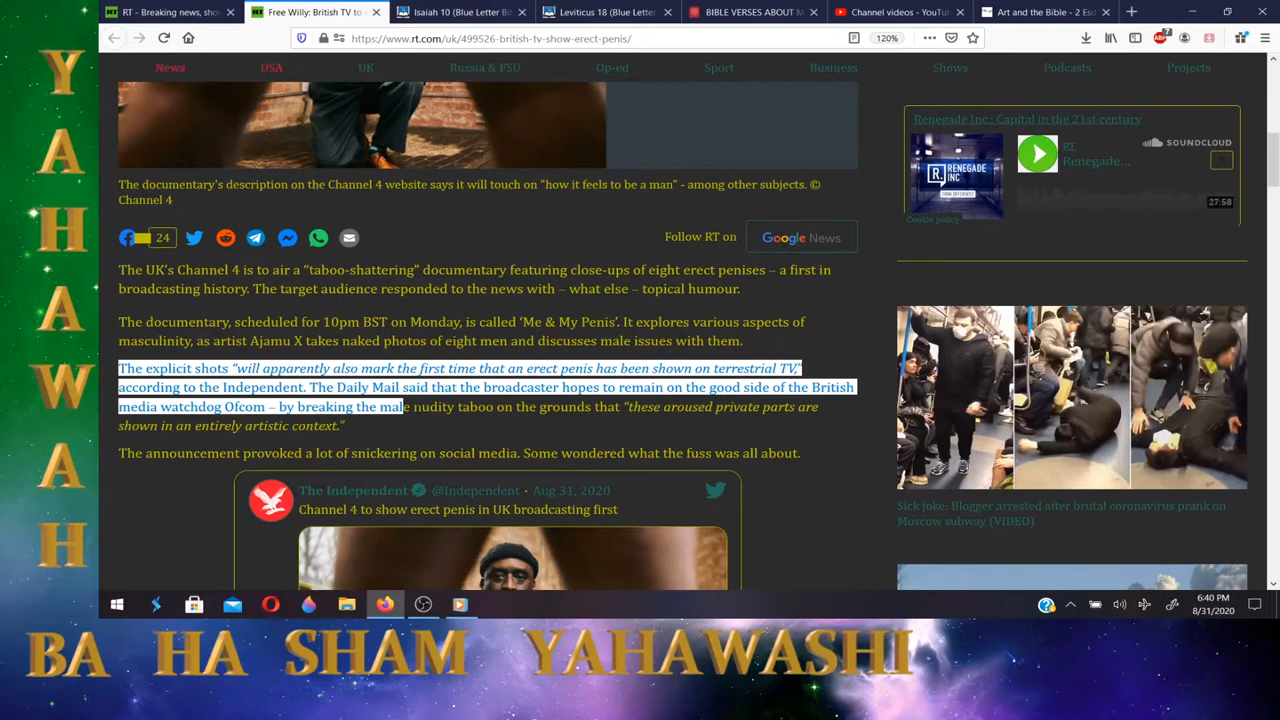 YAHAWAH
RT - Breaking news, sho
Free Willy: British TV to
Isaiah 10 (Blue Letter Bi
Leviticus 18 (Blue Letter
BIBLE VERSES ABOUT M
Channel videos - YouTu
Art and the Bible - 2 Esd
https://www.rt.com/uk/499526-british-tv-show-erect-penis/
120%
ABP
7
News
USA
UK
Russia & FSU
Op-ed
Sport
Business
Shows
Podcasts
Projects
The documentary's description on the Channel 4 website says it will touch on "how it feels to be a man" - among other subjects. ©
Channel 4
24
Follow RT on
Google News
The UK's Channel 4 is to air a “taboo-shattering” documentary featuring close-ups of eight erect penises – a first in
broadcasting history. The target audience responded to the news with – what else – topical humour.
The documentary, scheduled for 10pm BST on Monday, is called ‘Me & My Penis’. It explores various aspects of
masculinity, as artist Ajamu X takes naked photos of eight men and discusses male issues with them.
The explicit shots “will apparently also mark the first time that an erect penis has been shown on terrestrial TV,”
according to the Independent. The Daily Mail said that the broadcaster hopes to remain on the good side of the British
media watchdog Ofcom – by breaking the male nudity taboo on the grounds that “these aroused private parts are
shown in an entirely artistic context.”
The announcement provoked a lot of snickering on social media. Some wondered what the fuss was all about.
The Independent @Independent · Aug 31, 2020
Channel 4 to show erect penis in UK broadcasting first
Renegade Inc.: Capital in the 21st century
RENEGADE
INC
THINK DIFFERENTLY
RT
Renegade...
SOUNDCLOUD
27:58
Cookie policy
Sick joke: Blogger arrested after brutal coronavirus prank on
Moscow subway (VIDEO)
6:40 PM
8/31/2020
BA HA SHAM YAHAWASHI